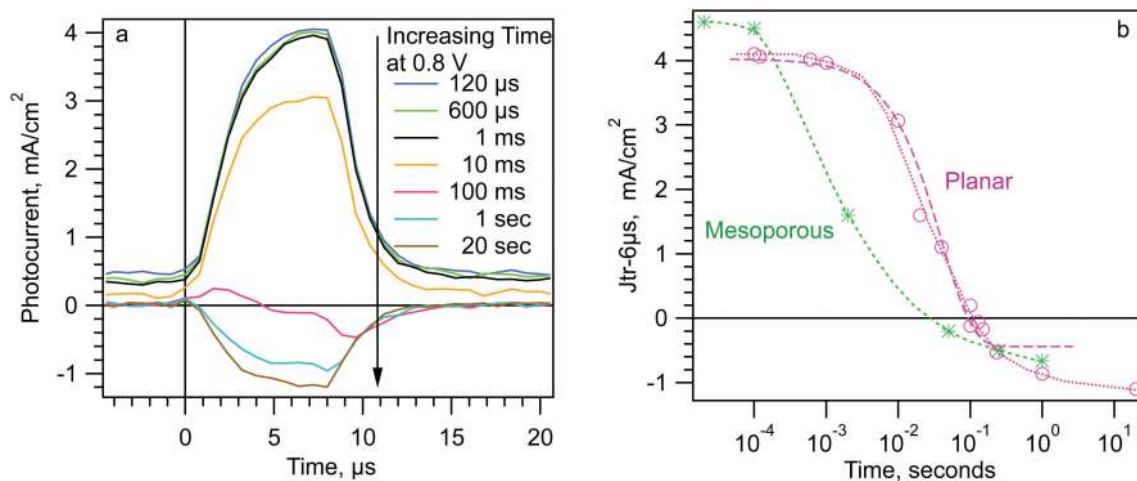 a
Increasing Time
at 0.8 V
120 µs
600 µs
1 ms
10 ms
100 ms
1 sec
20 sec
Photocurrent, mA/cm²
4
3
2
1
0
-1
0
5
10
15
20
Time, µs
b
Planar
Mesoporous
Jtr-6µs, mA/cm²
4
3
2
1
0
-1
10⁻⁴
10⁻³
10⁻²
10⁻¹
10⁰
10¹
Time, seconds